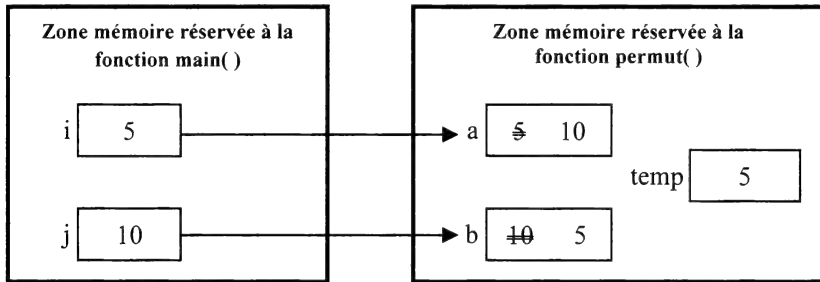 Zone mémoire réservée à la
fonction main( )
i 5
j 10
Zone mémoire réservée à la
fonction permut( )
a 5 10
temp 5
b 10 5